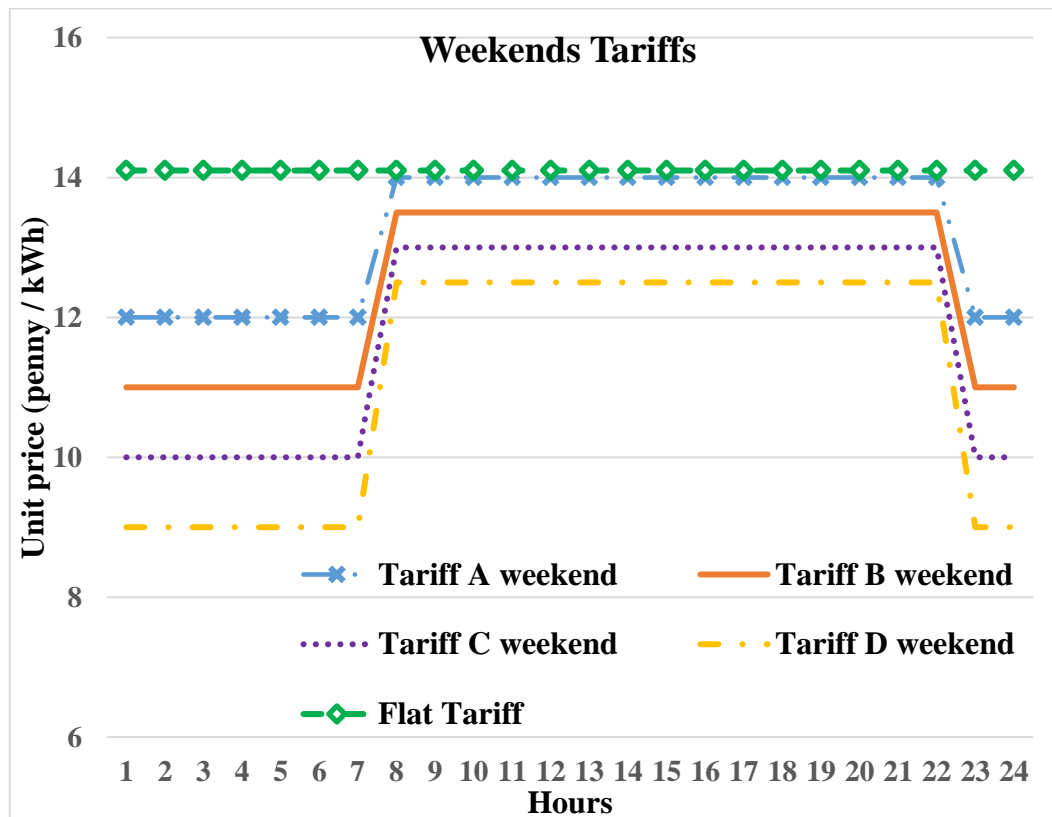 Weekends Tariffs
16
14
12
10
8
6
Unit price (penny / kWh)
Tariff A weekend
Tariff B weekend
Tariff C weekend
Tariff D weekend
Flat Tariff
1 2 3 4 5 6 7 8 9 10 11 12 13 14 15 16 17 18 19 20 21 22 23 24
Hours